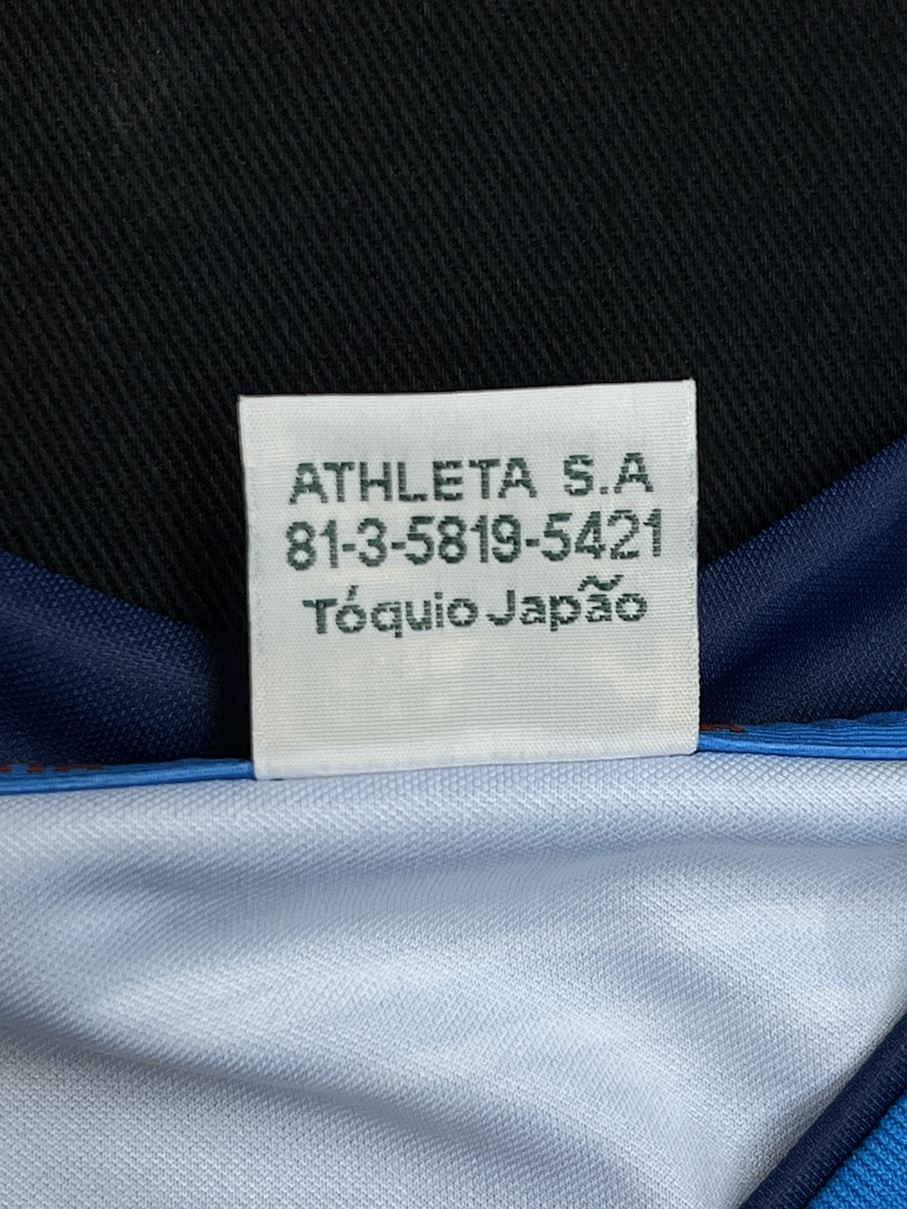 ATHLETA S.A
81-3-5819-5421
Tóquio Japão